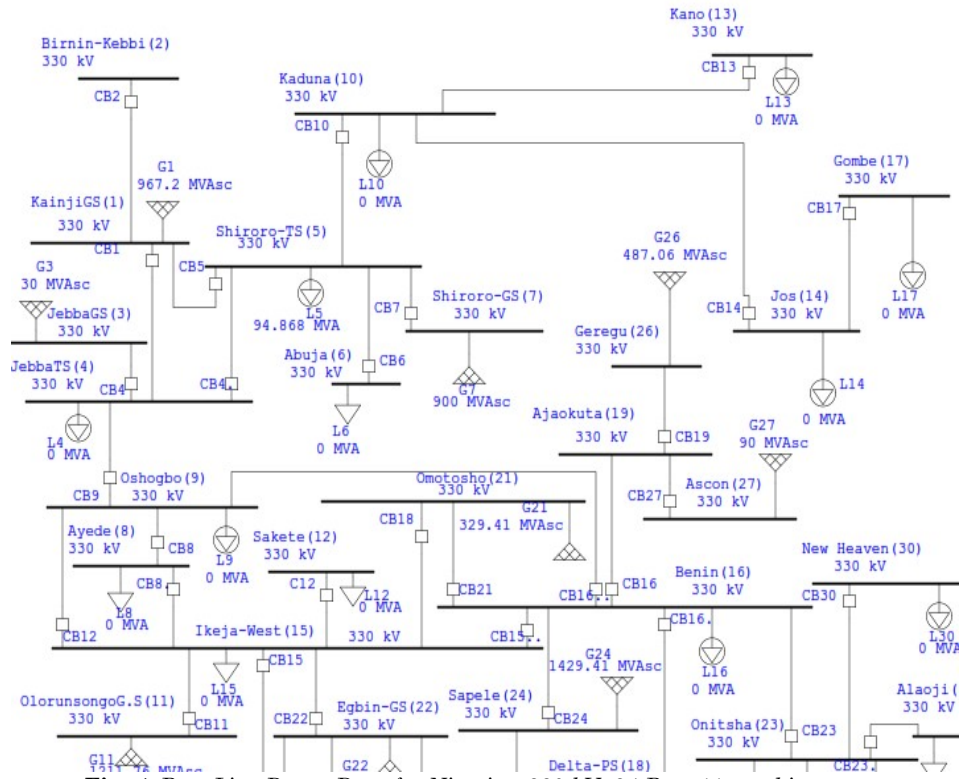 Kano(13)
330 kV
Birnin-Kebbi(2)
330 kV
CB13
Kaduna(10)
330 kV
CB2
L13
0 MVA
CB10
G1
967.2 MVAsc
L10
0 MVA
Gombe(17)
330 kV
KainjiGS(1)
330 kV
CB17
CB1
Shiroro-TS(5)
330 kV
G26
487.06 MVAsc
G3
30 MVAsc
CB5
L5
94.868 MVA
CB7
Shiroro-GS(7)
330 kV
L17
0 MVA
JebbaGS(3)
330 kV
CB14
Jos(14)
330 kV
Abuja(6)
330 kV
CB6
Geregu(26)
330 kV
JebbaTS(4)
330 kV
CB4
CB4.
G7
900 MVAsc
L14
0 MVA
L4
0 MVA
L6
0 MVA
Ajaokuta(19)
330 kV
CB19
G27
90 MVAsc
Oshogbo(9)
330 kV
CB9
Omotosho(21)
330 kV
CB27
Ascon(27)
330 kV
Ayede(8)
330 kV
CB8
L9
0 MVA
Sakete(12)
330 kV
CB18
G21
329.41 MVAsc
New Heaven(30)
330 kV
CB8.
C12
L12
0 MVA
CB21
CB16..
CB16
Benin(16)
330 kV
CB30
L8
0 MVA
CB12
Ikeja-West(15)
330 kV
CB15..
CB16.
L30
0 MVA
CB15
L15
0 MVA
G24
1429.41 MVAsc
L16
0 MVA
OlorunsongoG.S(11)
330 kV
CB11
CB22
Egbin-GS(22)
330 kV
Sapele(24)
330 kV
CB24
Onitsha(23)
330 kV
CB23
Alaoji(
330 kV
G11
G22
Delta-PS(18)
CB23.